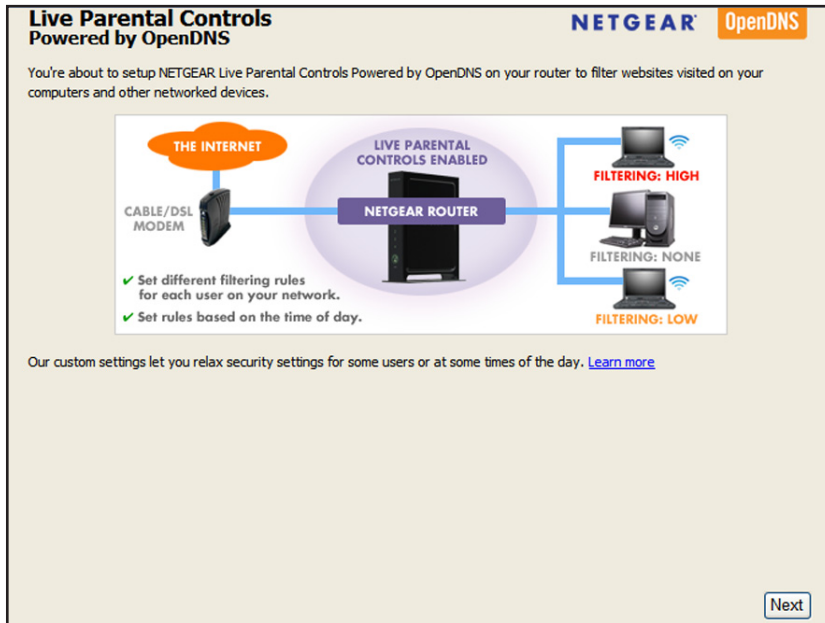 Live Parental Controls
Powered by OpenDNS
NETGEAR
OpenDNS
You're about to setup NETGEAR Live Parental Controls Powered by OpenDNS on your router to filter websites visited on your
computers and other networked devices.
THE INTERNET
CABLE/DSL
MODEM
LIVE PARENTAL
CONTROLS ENABLED
NETGEAR ROUTER
FILTERING: HIGH
FILTERING: NONE
FILTERING: LOW
✔ Set different filtering rules
for each user on your network.
✔ Set rules based on the time of day.
Our custom settings let you relax security settings for some users or at some times of the day. Learn more
Next